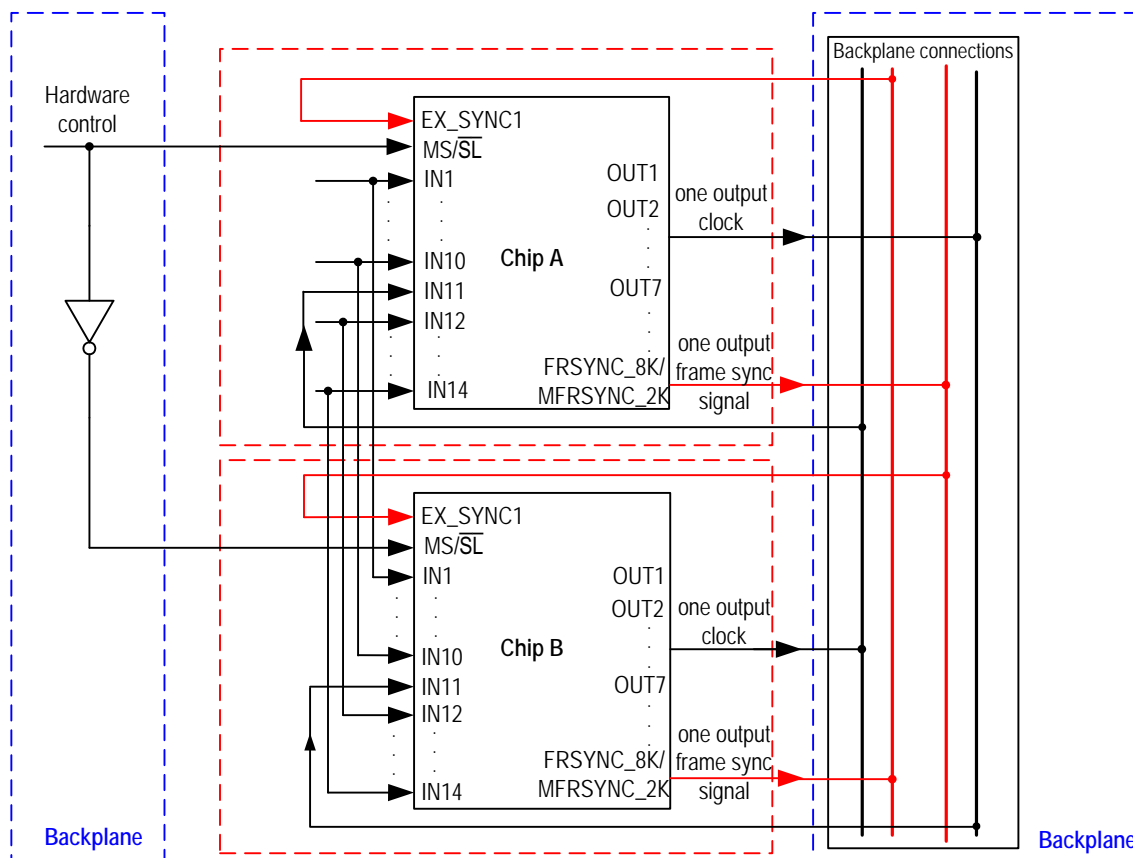 Backplane connections
Hardware
control
EX_SYNC1
MS/S̅L̅
IN1
IN10
IN11
IN12
IN14
Chip A
OUT1
OUT2
OUT7
FRSYNC_8K/
MFRSYNC_2K
one output
clock
one output
frame sync
signal
EX_SYNC1
MS/S̅L̅
IN1
IN10
IN11
IN12
IN14
Chip B
OUT1
OUT2
OUT7
FRSYNC_8K/
MFRSYNC_2K
one output
clock
one output
frame sync
signal
Backplane
Backplane